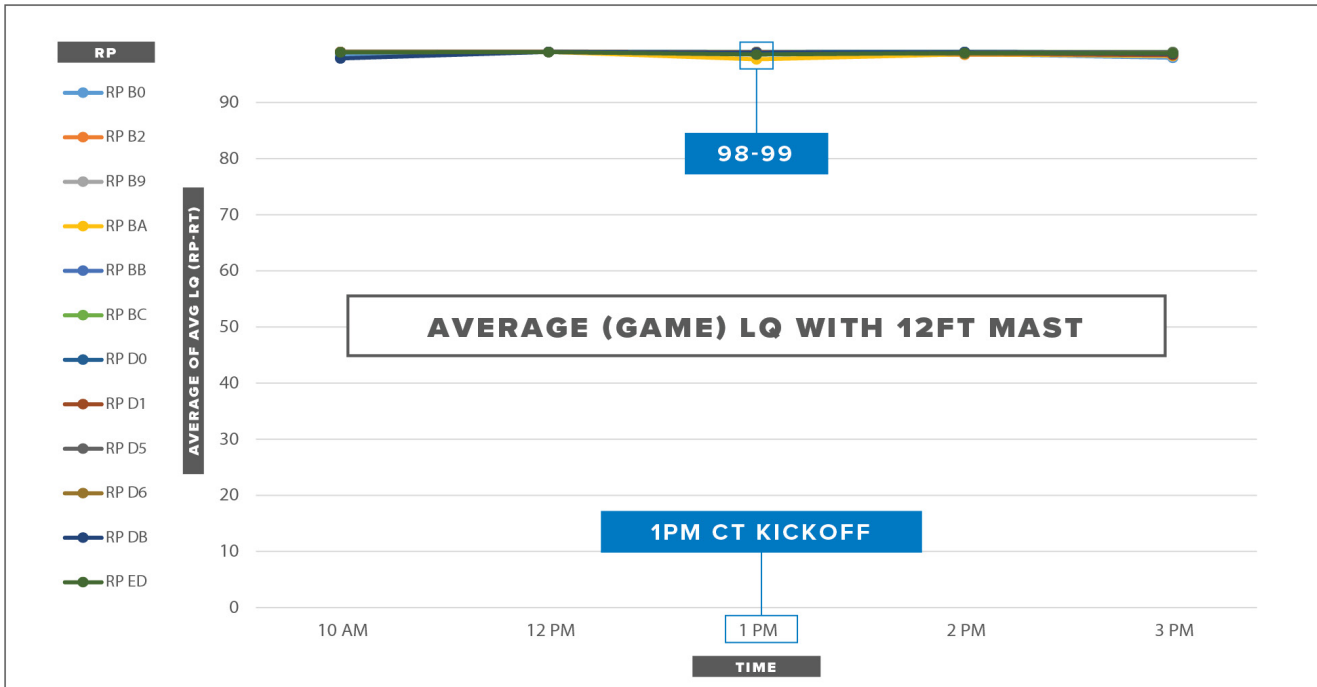 RP
RP B0
RP B2
RP B9
RP BA
RP BB
RP BC
RP D0
RP D1
RP D5
RP D6
RP DB
RP ED
AVERAGE OF AVG LQ (RP-RT)
90
80
70
60
50
40
30
20
10
0
98-99
AVERAGE (GAME) LQ WITH 12FT MAST
1PM CT KICKOFF
10 AM
12 PM
1 PM
2 PM
3 PM
TIME